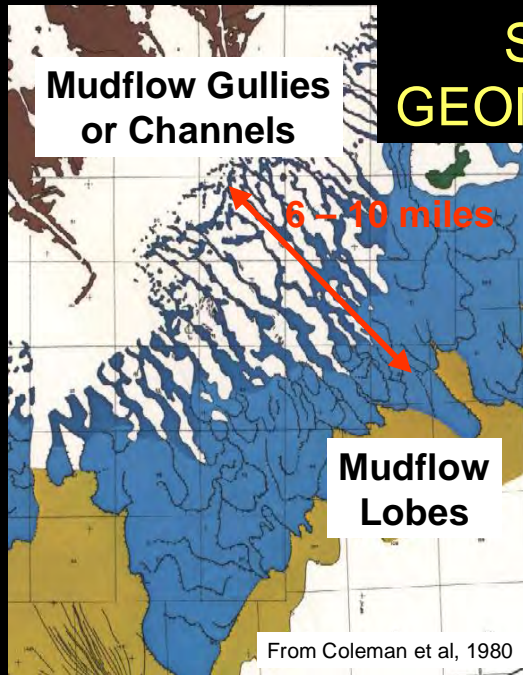 Mudflow Gullies
or Channels
6 – 10 miles
Mudflow
Lobes
From Coleman et al, 1980